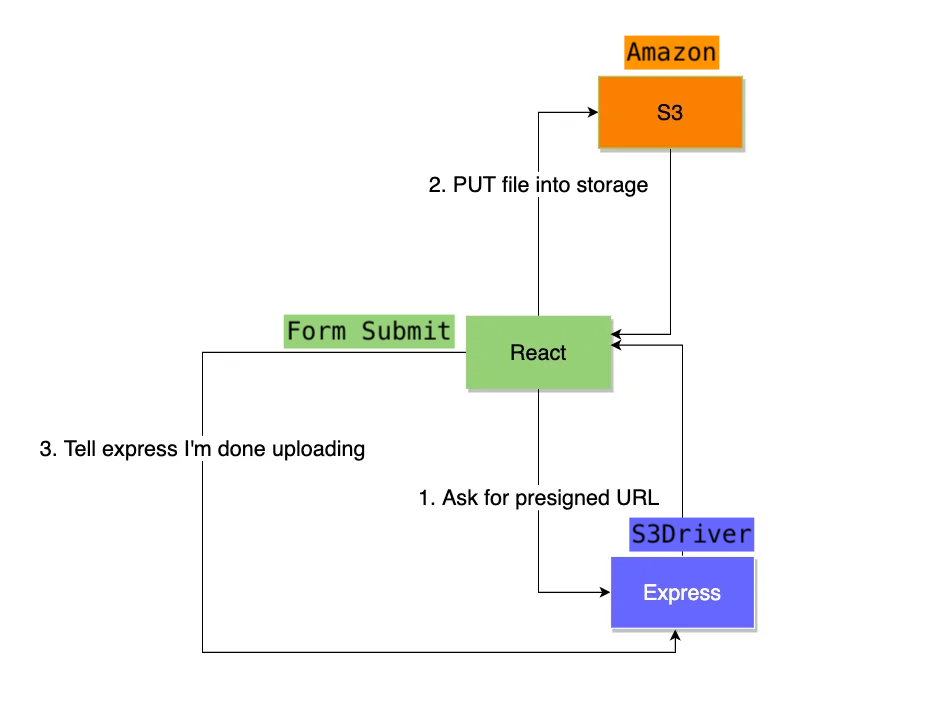 Amazon
S3
2. PUT file into storage
Form Submit
React
3. Tell express I'm done uploading
1. Ask for presigned URL
S3Driver
Express